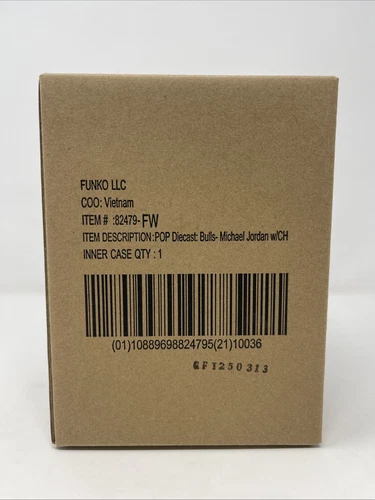 FUNKO LLC
COO: Vietnam
ITEM # :82479-FW
ITEM DESCRIPTION:POP Diecast: Bulls- Michael Jordan w/CH
INNER CASE QTY : 1
(01)10889698824795(21)10036
GFT250313